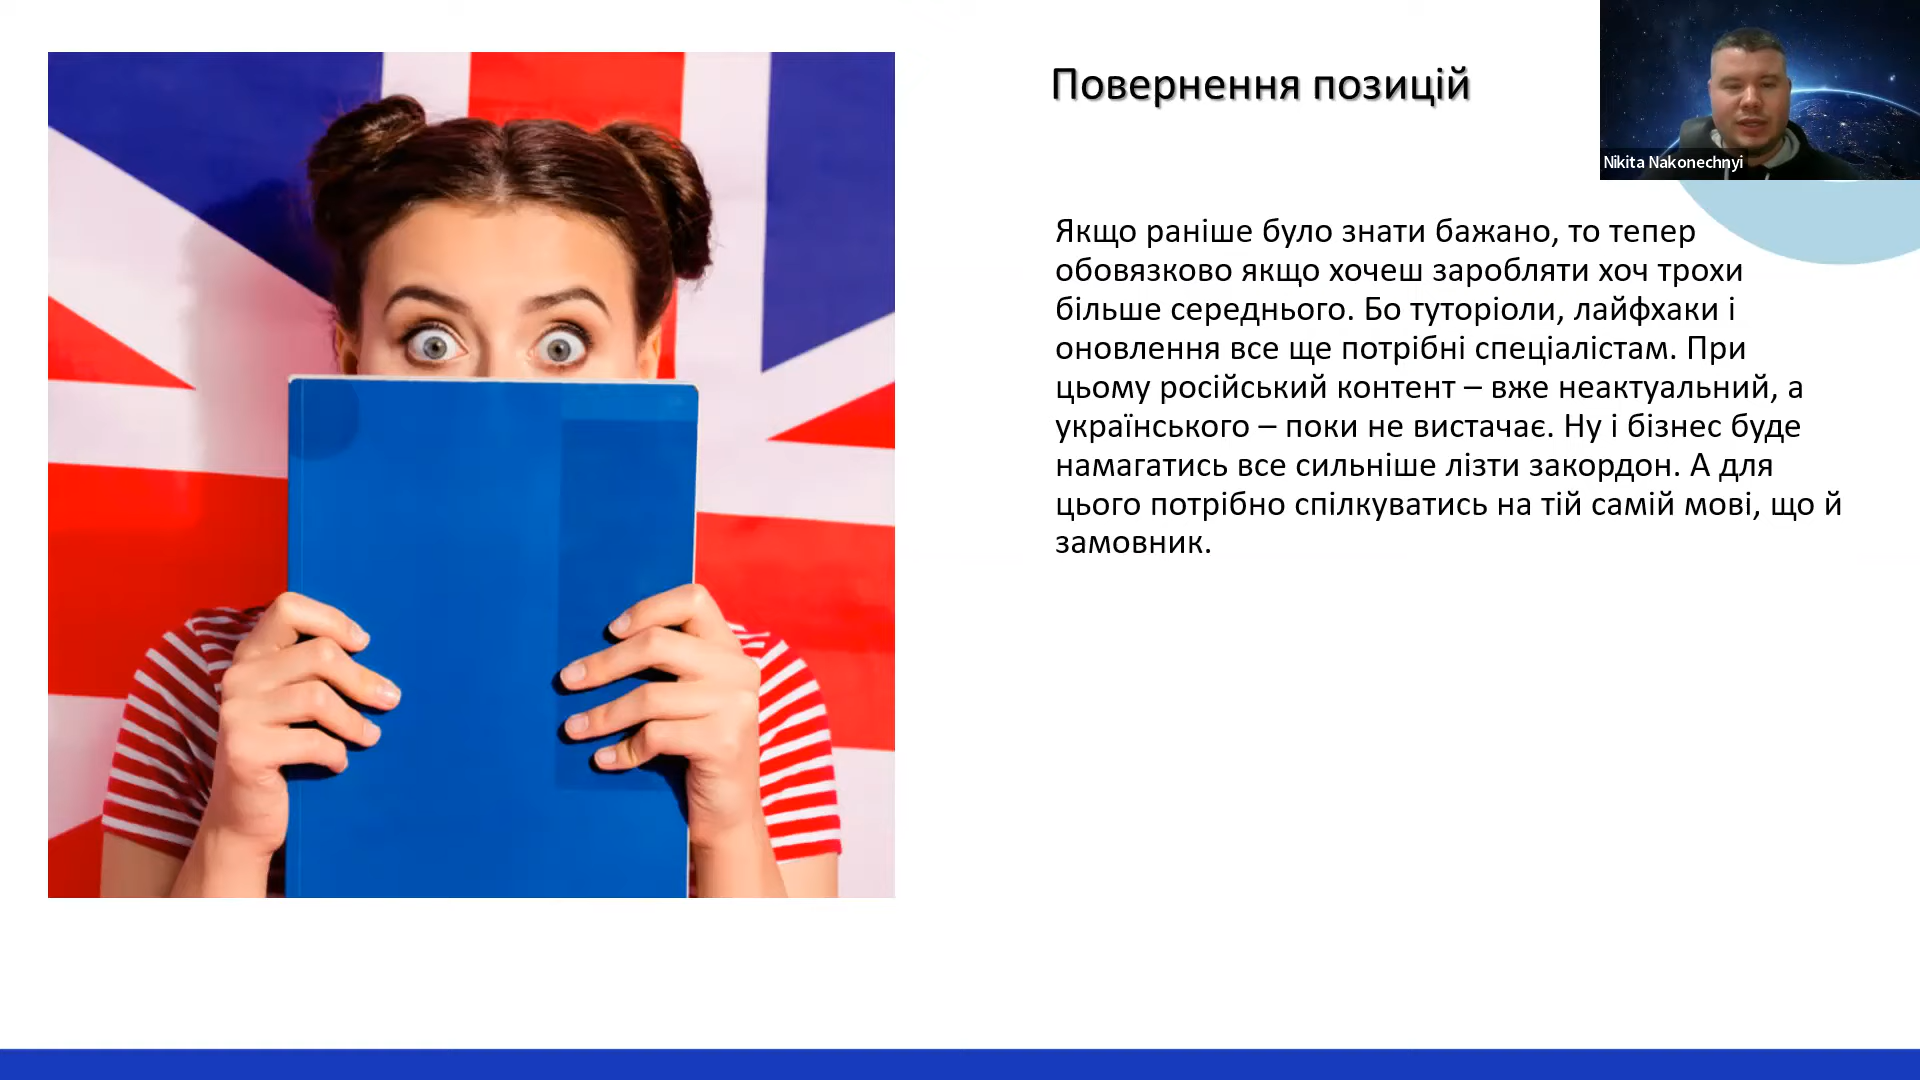 Повернення позицій
Nikita Nakonechnyi
Якщо раніше було знати бажано, то тепер
обовязково якщо хочеш заробляти хоч трохи
більше середнього. Бо туторіоли, лайфхаки і
оновлення все ще потрібні спеціалістам. При
цьому російський контент – вже неактуальний, а
українського – поки не вистачає. Ну і бізнес буде
намагатись все сильніше лізти закордон. А для
цього потрібно спілкуватись на тій самій мові, що й
замовник.